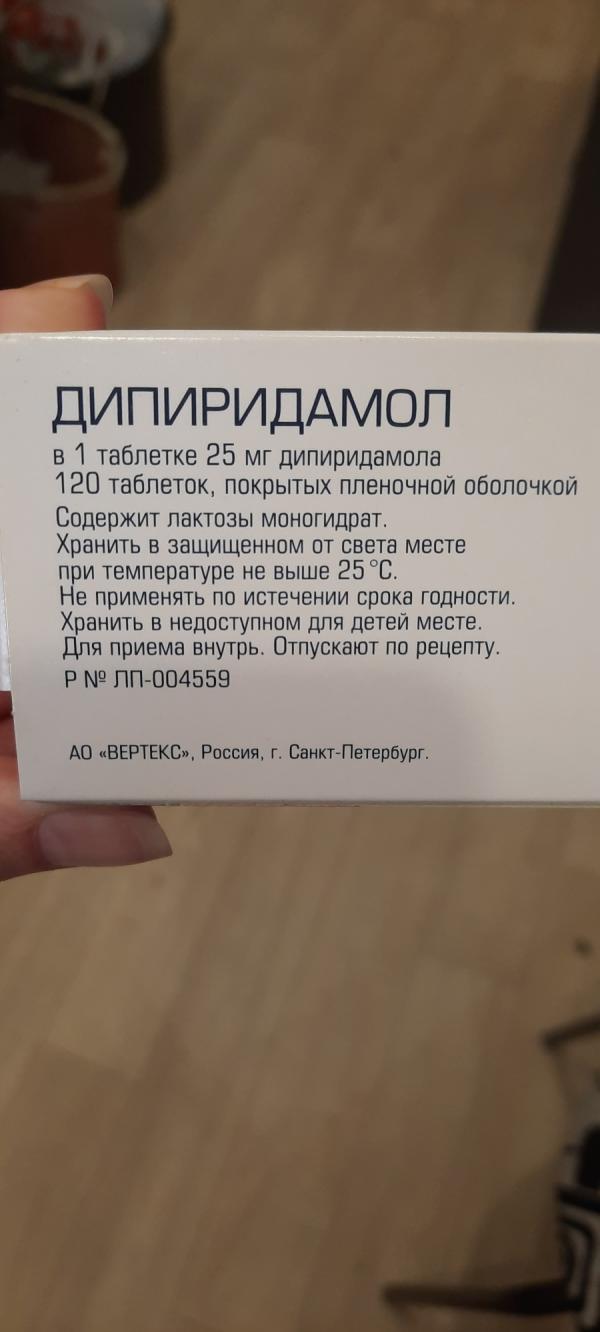 ДИПИРИДАМОЛ
в 1 таблетке 25 мг дипиридамола
120 таблеток, покрытых пленочной оболочкой
Содержит лактозы моногидрат.
Хранить в защищенном от света месте
при температуре не выше 25 °С.
Не применять по истечении срока годности.
Хранить в недоступном для детей месте.
Для приема внутрь. Отпускают по рецепту.
Р № ЛП-004559
АО «ВЕРТЕКС», Россия, г. Санкт-Петербург.